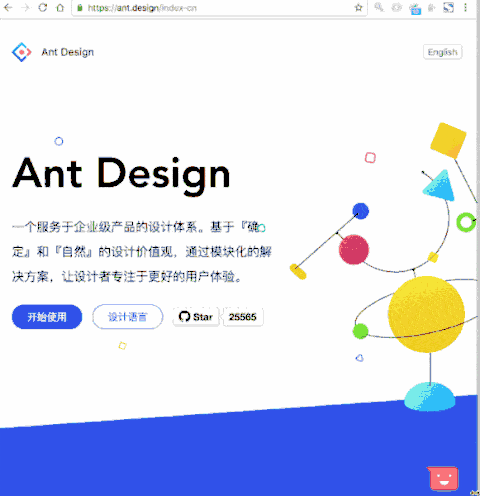 https://ant.design/index-cn
Ant Design
English
Ant Design
一个服务于企业级产品的设计体系。基于『确
定』和『自然』的设计价值观，通过模块化的解
决方案，让设计者专注于更好的用户体验。
开始使用
设计语言
Star
25565